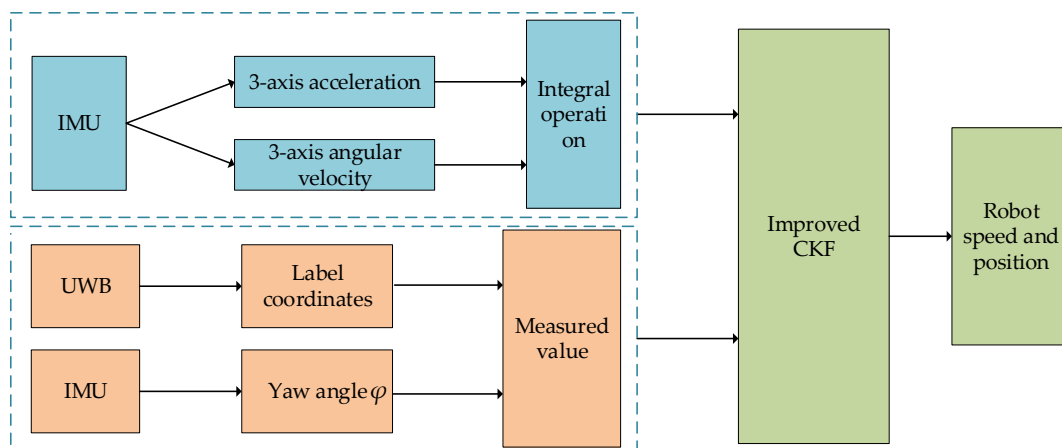 IMU
3-axis acceleration
3-axis angular
velocity
Integral
operati
on
UWB
Label
coordinates
IMU
Yaw angle φ
Measured
value
Improved
CKF
Robot
speed and
position